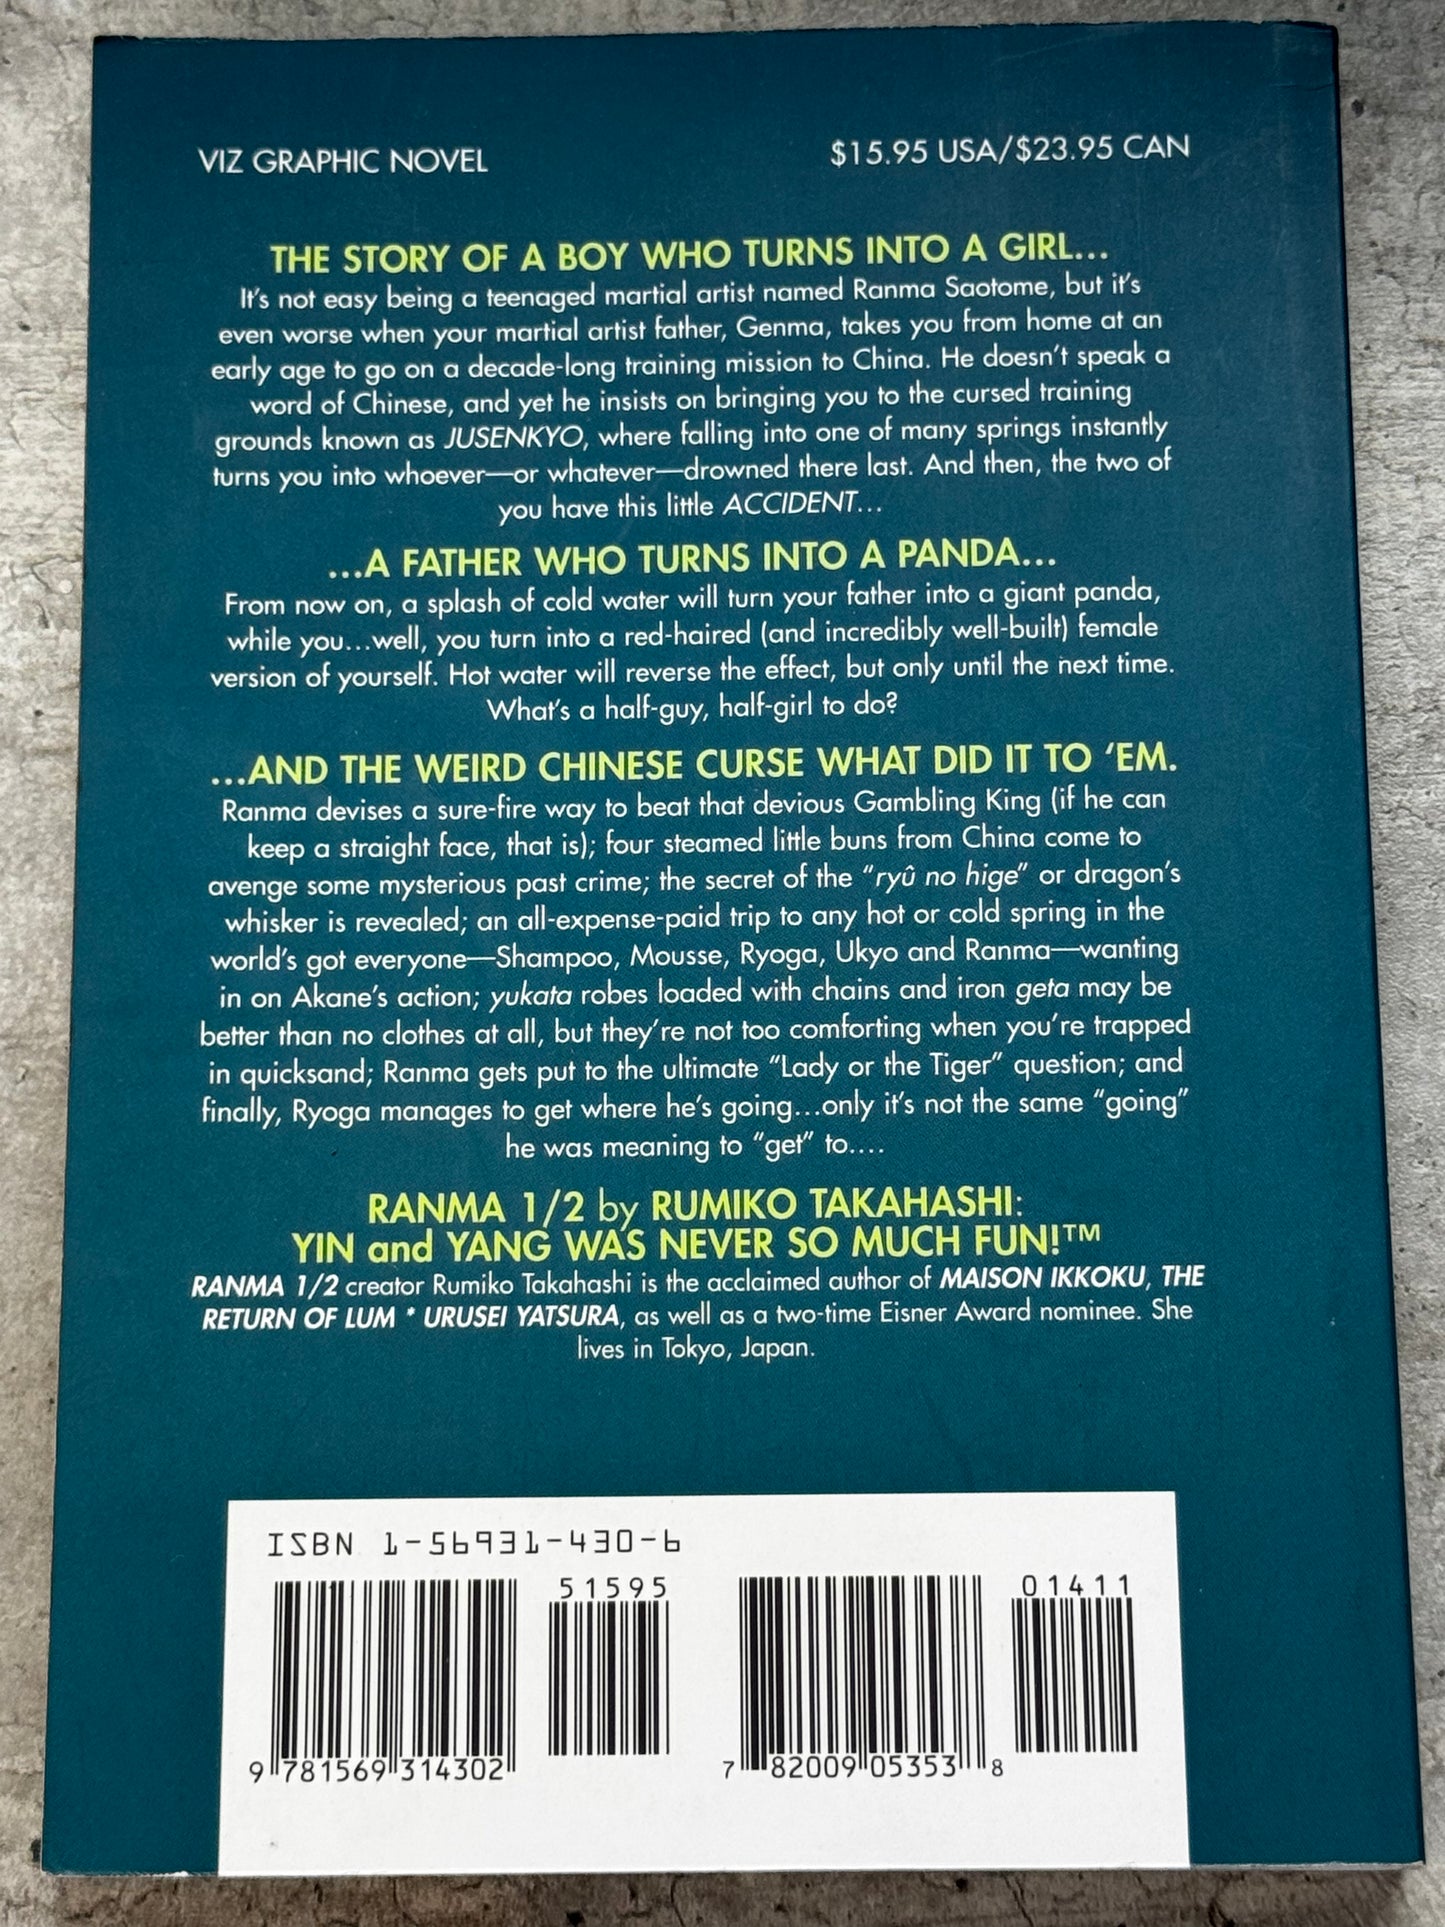 VIZ GRAPHIC NOVEL
$15.95 USA/$23.95 CAN
THE STORY OF A BOY WHO TURNS INTO A GIRL...
It's not easy being a teenaged martial artist named Ranma Saotome, but it's
even worse when your martial artist father, Genma, takes you from home at an
early age to go on a decade-long training mission to China. He doesn't speak a
word of Chinese, and yet he insists on bringing you to the cursed training
grounds known as JUSENKYO, where falling into one of many springs instantly
turns you into whoever—or whatever—drowned there last. And then, the two of
you have this little ACCIDENT...
...A FATHER WHO TURNS INTO A PANDA...
From now on, a splash of cold water will turn your father into a giant panda,
while you...well, you turn into a red-haired (and incredibly well-built) female
version of yourself. Hot water will reverse the effect, but only until the next time.
What's a half-guy, half-girl to do?
...AND THE WEIRD CHINESE CURSE WHAT DID IT TO 'EM.
Ranma devises a sure-fire way to beat that devious Gambling King (if he can
keep a straight face, that is); four steamed little buns from China come to
avenge some mysterious past crime; the secret of the "ryû no hige" or dragon's
whisker is revealed; an all-expense-paid trip to any hot or cold spring in the
world's got everyone—Shampoo, Mousse, Ryoga, Ukyo and Ranma—wanting
in on Akane's action; yukata robes loaded with chains and iron geta may be
better than no clothes at all, but they're not too comforting when you're trapped
in quicksand; Ranma gets put to the ultimate "Lady or the Tiger" question; and
finally, Ryoga manages to get where he's going...only it's not the same "going"
he was meaning to "get" to....
RANMA 1/2 by RUMIKO TAKAHASHI:
YIN and YANG WAS NEVER SO MUCH FUN!™
RANMA 1/2 creator Rumiko Takahashi is the acclaimed author of MAISON IKKOKU, THE
RETURN OF LUM * URUSEI YATSURA, as well as a two-time Eisner Award nominee. She
lives in Tokyo, Japan.
ISBN 1-56931-430-6
51595
01411
9 781569 314302
7 82009 05353 8